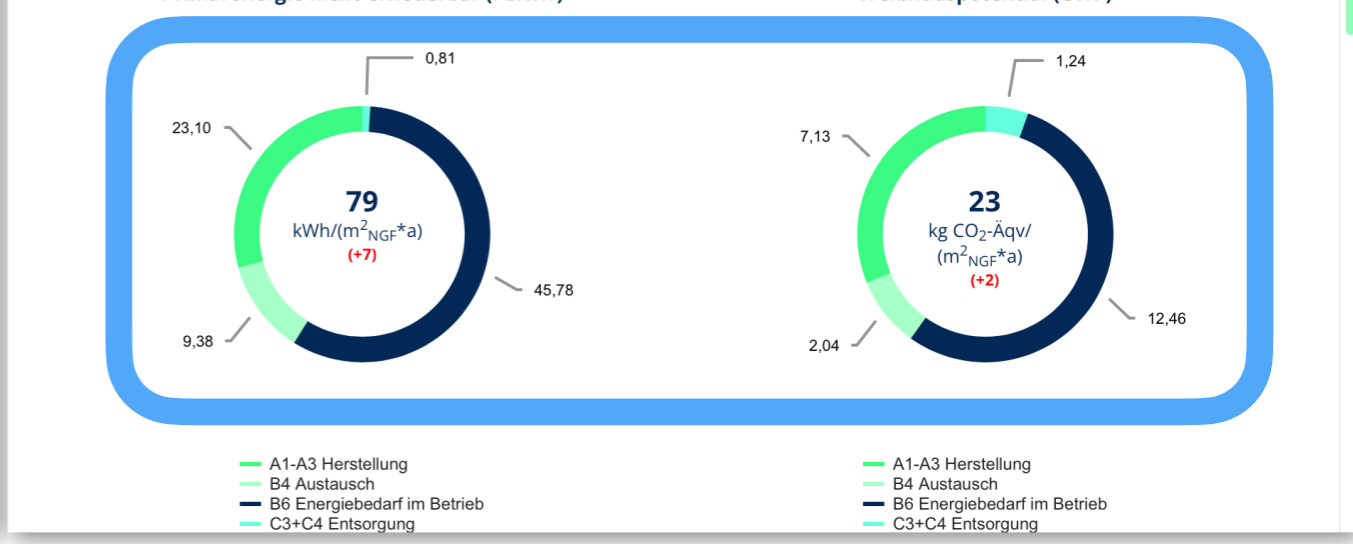 0,81
23,10
79
kWh/(m²NGF*a)
(+7)
45,78
9,38
1,24
7,13
23
kg CO₂-Äqv/
(m²NGF*a)
(+2)
12,46
2,04
A1-A3 Herstellung
B4 Austausch
B6 Energiebedarf im Betrieb
C3+C4 Entsorgung
A1-A3 Herstellung
B4 Austausch
B6 Energiebedarf im Betrieb
C3+C4 Entsorgung